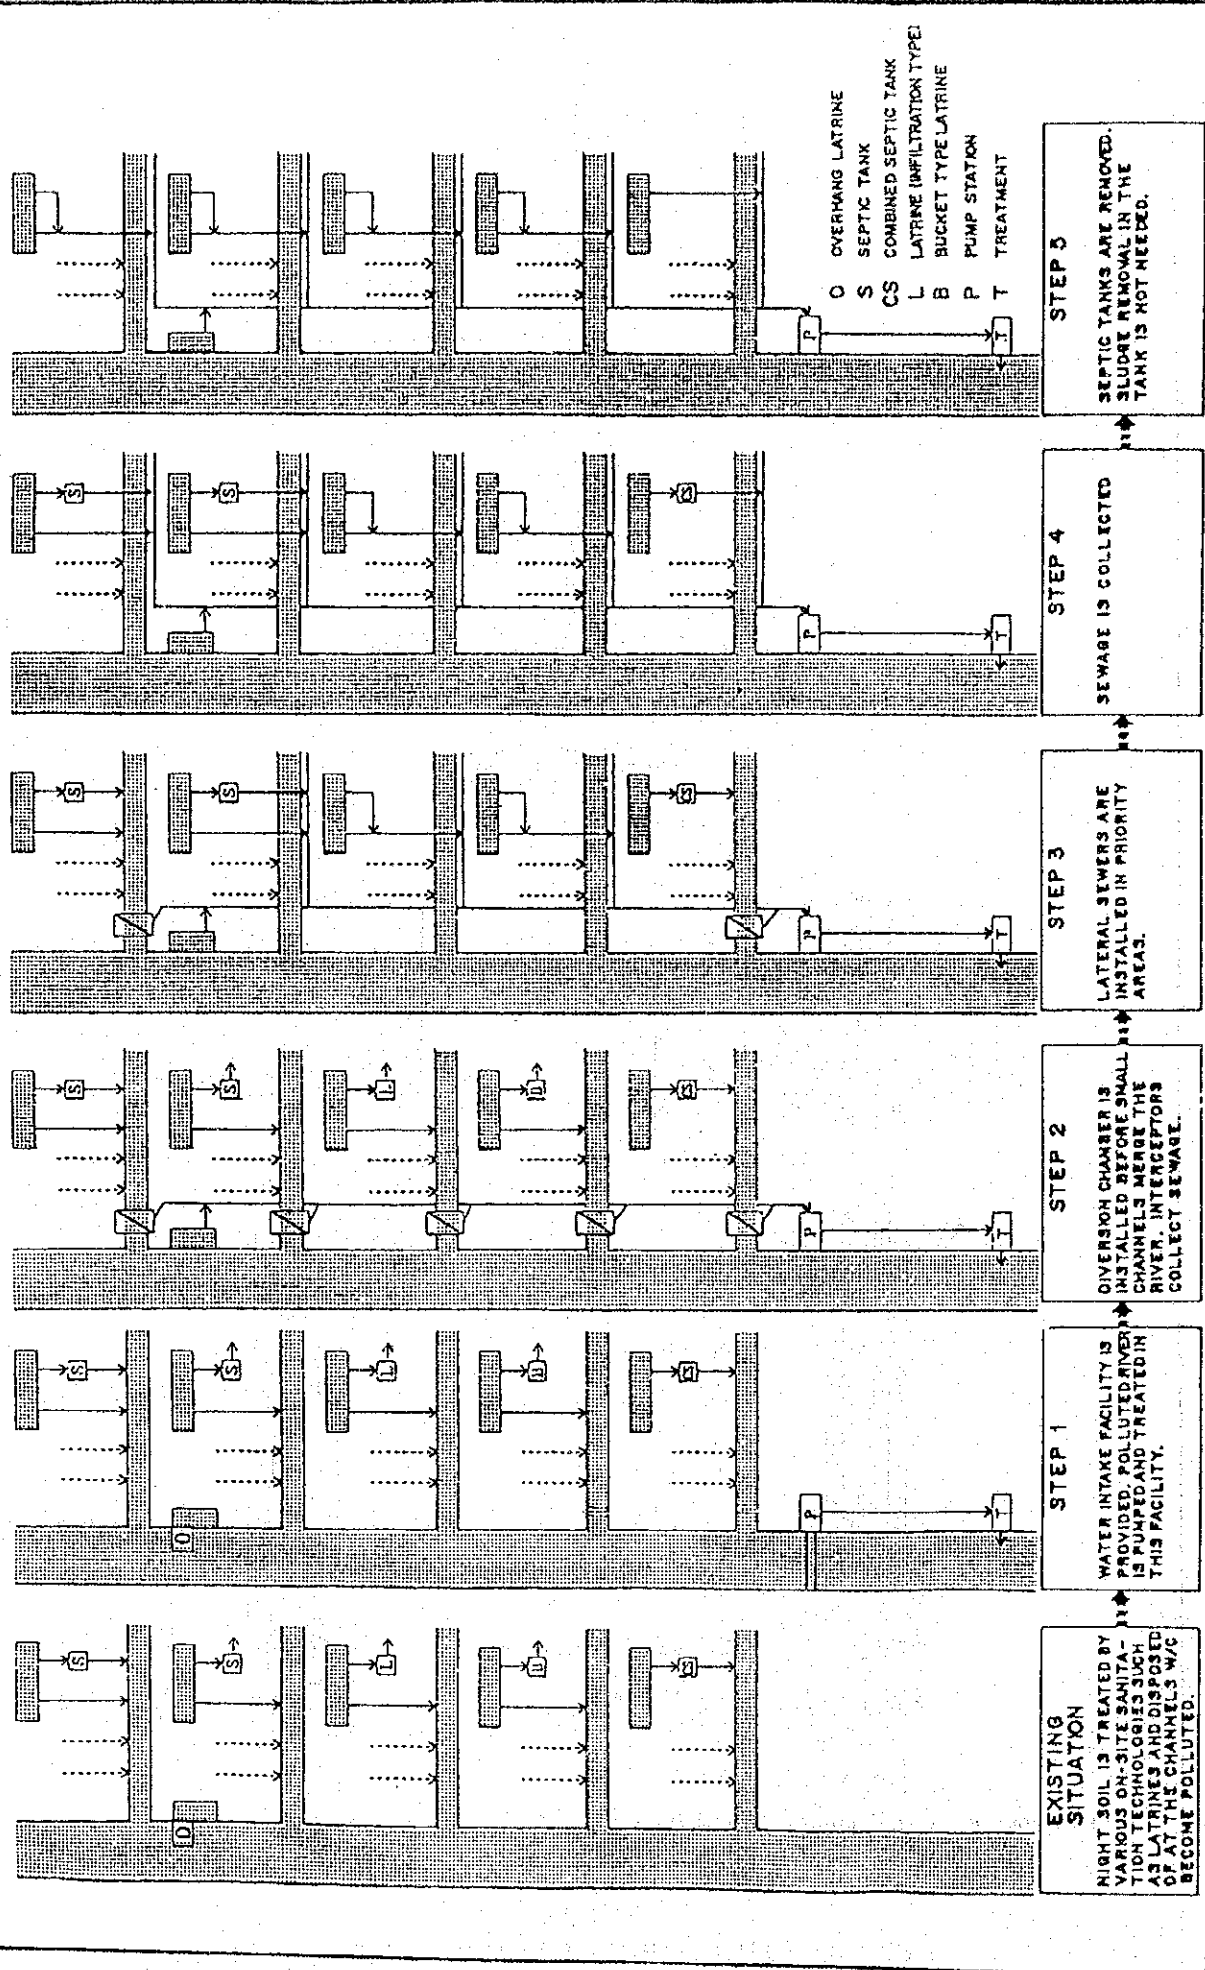 EXISTING
SITUATION
NIGHT SOIL IS TREATED BY
VARIOUS ON-SITE SANITA-
TION TECHNOLOGIES SUCH
AS LATRINES AND DISPOSED
OF AT THE CHANNELS W/C
BECOME POLLUTED.
STEP 1
WATER INTAKE FACILITY IS
PROVIDED. POLLUTED RIVER
IS PUMPED AND TREATED IN
THIS FACILITY.
STEP 2
DIVERSION CHAMBER IS
INSTALLED BEFORE SMALL
CHANNELS MERGE THE
RIVER. INTERCEPTORS
COLLECT SEWAGE.
STEP 3
LATERAL SEWERS ARE
INSTALLED IN PRIORITY
AREAS.
STEP 4
SEWAGE IS COLLECTED
STEP 5
SEPTIC TANKS ARE REMOVED.
SLUDGE REMOVAL IN THE
TANK IS NOT NEEDED.
O OVERHANG LATRINE
S SEPTIC TANK
CS COMBINED SEPTIC TANK
L LATRINE (INFILTRATION TYPE)
B BUCKET TYPE LATRINE
P PUMP STATION
T TREATMENT
S
S
L
CS
S
O
S
L
CS
P
T
S
S
L
CS
P
T
S
S
CS
P
T
S
S
CS
P
T
P
T